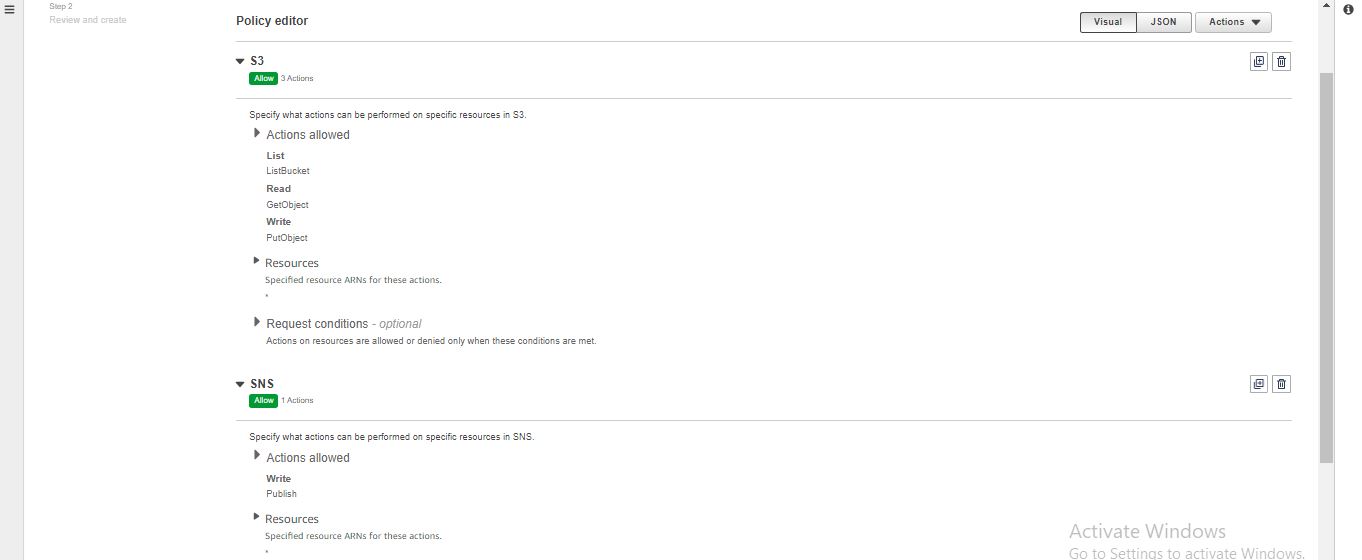 Step 2
Review and create
Policy editor
Visual
JSON
Actions
S3
Allow
3 Actions
Specify what actions can be performed on specific resources in S3.
Actions allowed
List
ListBucket
Read
GetObject
Write
PutObject
Resources
Specified resource ARNs for these actions.
*
Request conditions - optional
Actions on resources are allowed or denied only when these conditions are met.
SNS
Allow
1 Actions
Specify what actions can be performed on specific resources in SNS.
Actions allowed
Write
Publish
Resources
Specified resource ARNs for these actions.
*
Activate Windows
Go to Settings to activate Windows.